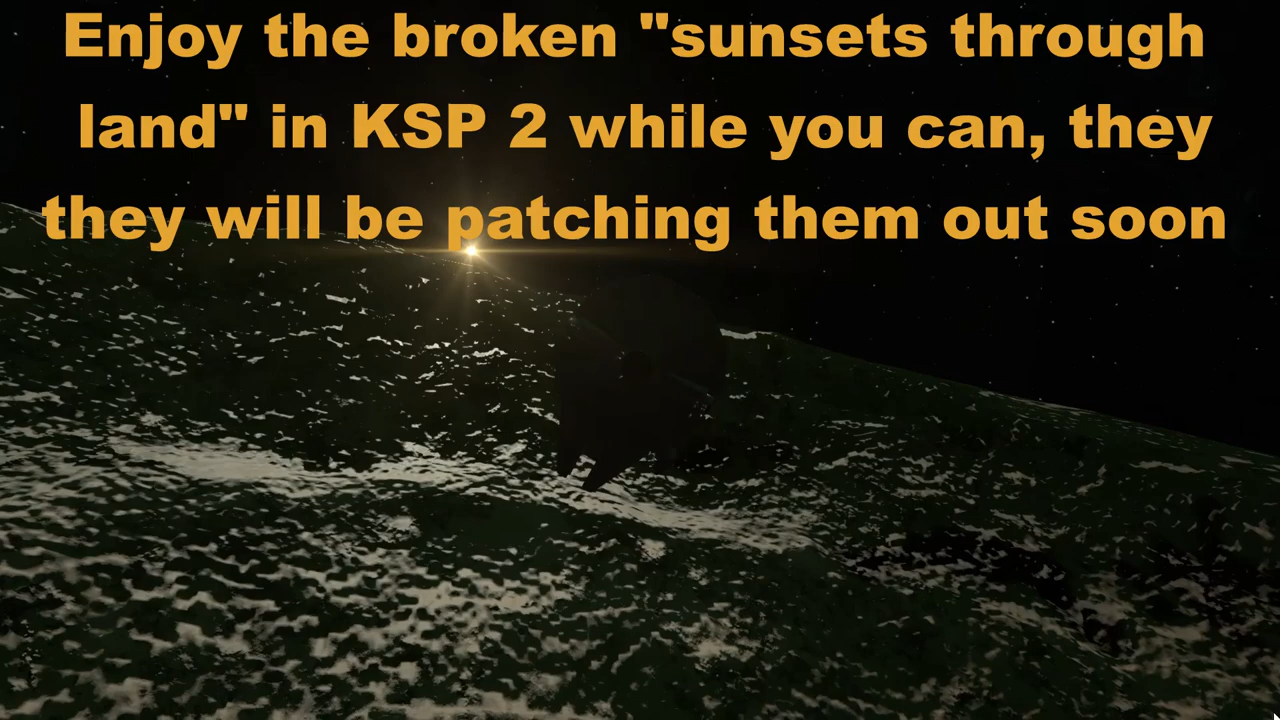 Enjoy the broken "sunsets through
land" in KSP 2 while you can, they
they will be patching them out soon